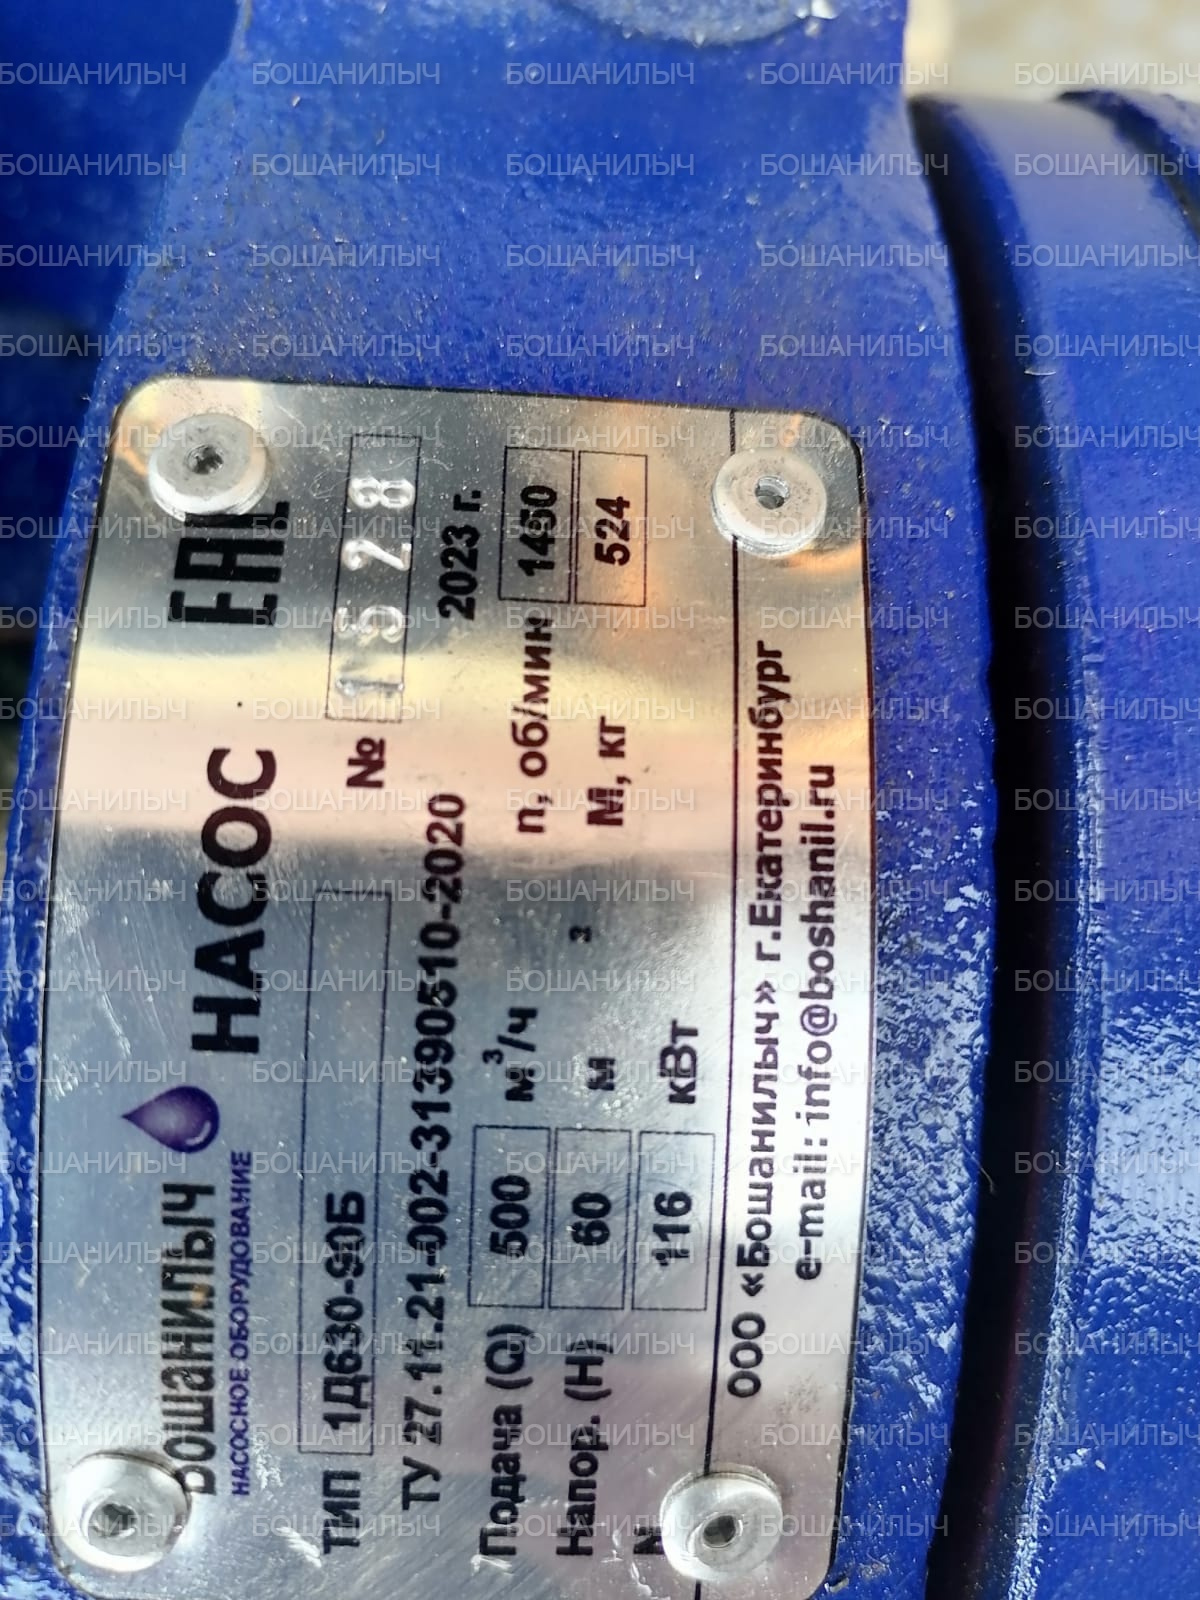 Бошанилыч
НАСОСНОЕ ОБОРУДОВАНИЕ
НАСОС
EAC
ТИП 1Д630-90Б № 1528
ТУ 27.11.21-002-31390510-2020 2023 г.
Подача (Q) 500 м³/ч n, об/мин 1450
Напор. (H) 60 м М, кг 524
N 116 кВт
ООО «Бошанилыч» г.Екатеринбург
e-mail: info@boshanil.ru
БОШАНИЛЫЧ